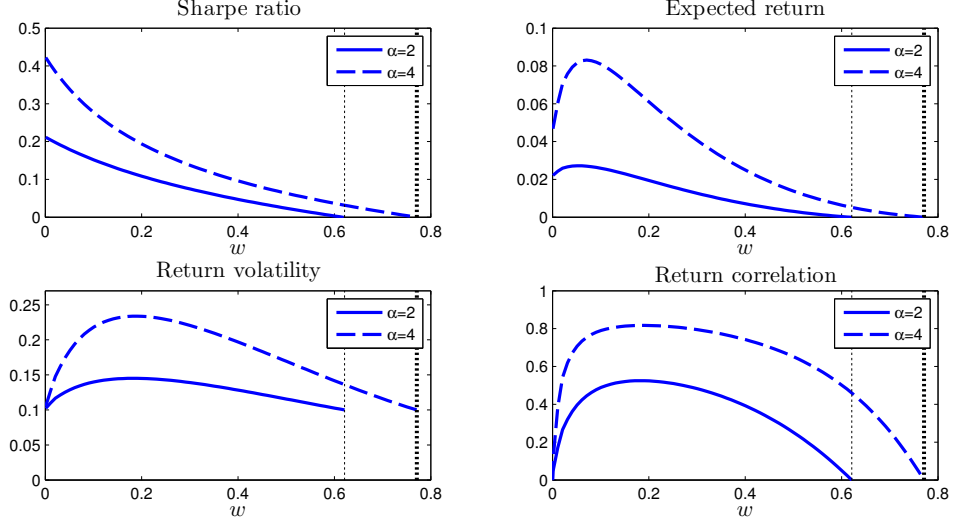 Sharpe ratio
0.5
0.4
0.3
0.2
0.1
0
0 0.2 0.4 0.6 0.8
w
α=2
α=4
Expected return
0.1
0.08
0.06
0.04
0.02
0
0 0.2 0.4 0.6 0.8
w
α=2
α=4
Return volatility
0.25
0.2
0.15
0.1
0.05
0
0 0.2 0.4 0.6 0.8
w
α=2
α=4
Return correlation
1
0.8
0.6
0.4
0.2
0
0 0.2 0.4 0.6 0.8
w
α=2
α=4